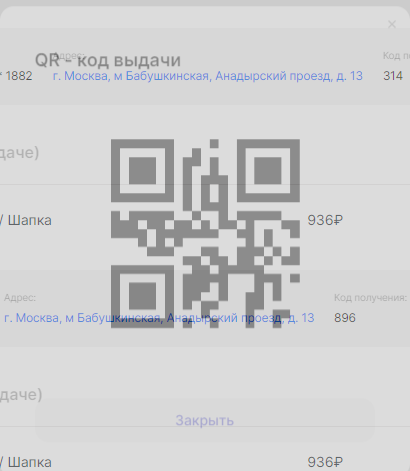 ×
Адрес:
QR - код выдачи
Код п
* 1882
г. Москва, м Бабушкинская, Анадырский проезд, д. 13
314
даче)
/ Шапка
936₽
Адрес:
Код получения:
г. Москва, м Бабушкинская, Анадырский проезд, д. 13
896
даче)
Закрыть
/ Шапка
936₽